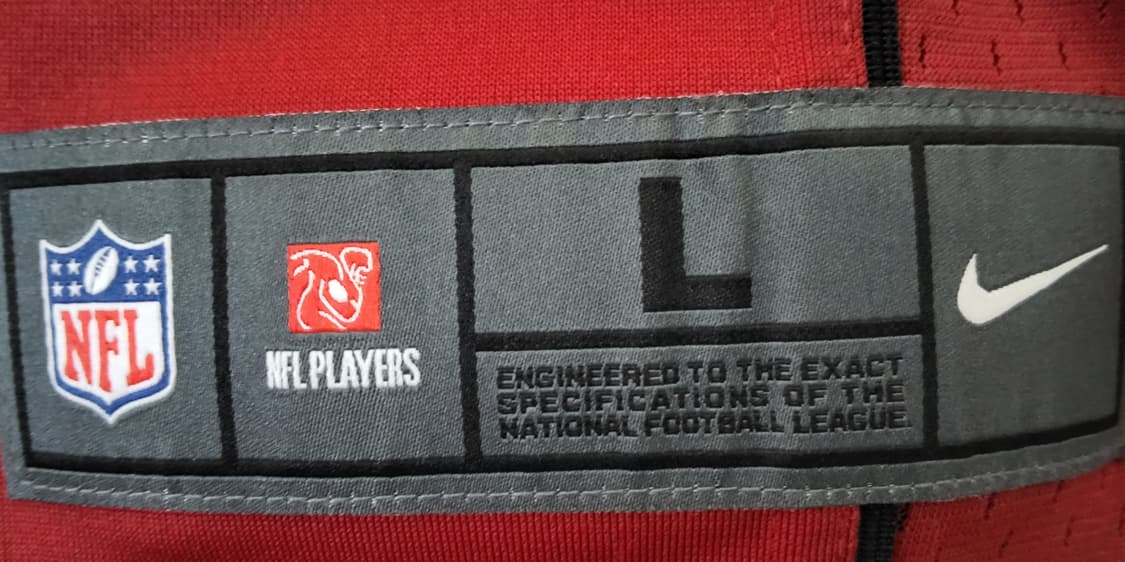 NFL
NFL PLAYERS
L
ENGINEERED TO THE EXACT
SPECIFICATIONS OF THE
NATIONAL FOOTBALL LEAGUE.